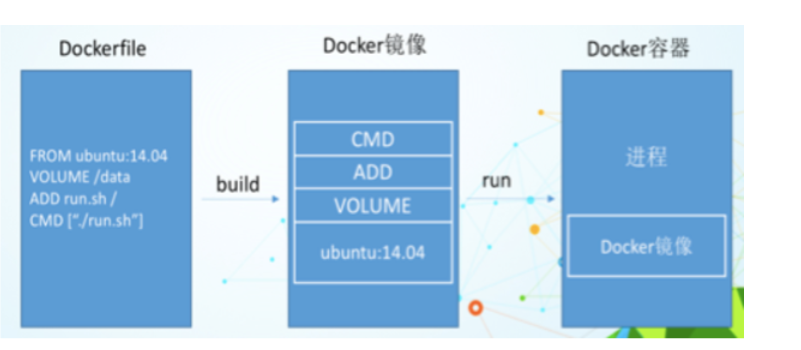 Dockerfile
FROM ubuntu:14.04
VOLUME /data
ADD run.sh /
CMD ["./run.sh"]
build
Docker镜像
CMD
ADD
VOLUME
ubuntu:14.04
run
Docker容器
进程
Docker镜像